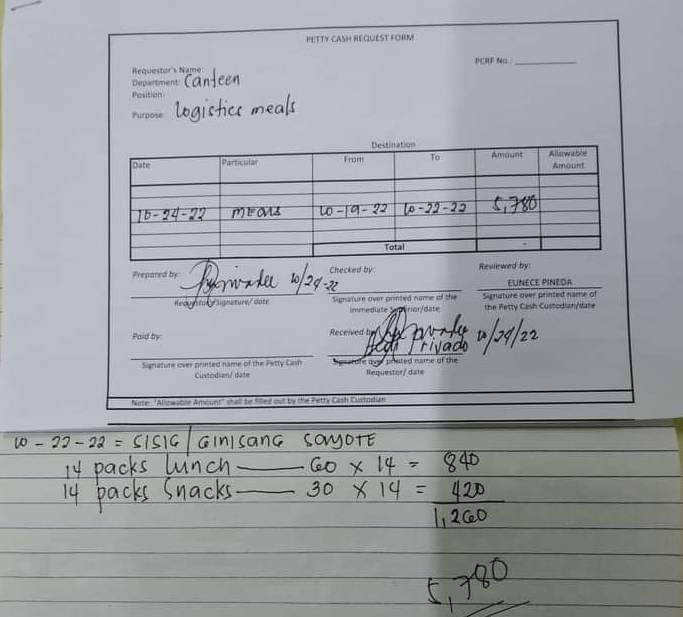 PETTY CASH REQUEST FORM
PCRF No.:
Requestor's Name:
Department: Canteen
Position:
Purpose: Logistics meals
Destination
Date Particular From To Amount Allowable Amount
10-24-22 meals 10-19-22 10-22-22 5,780
Total -
Prepared by: 10/24-22
Checked by:
Reviewed by:
EUNECE PINEDA
Requestor/Signature/ date
Signature over printed name of the Immediate Superior/date
Signature over printed name of the Petty Cash Custodian/date
Paid by:
Received by: Privado 10/24/22
Signature over printed name of the Petty Cash Custodian/ date
Signature over printed name of the Requestor/ date
Note: "Allowable Amount" shall be filled out by the Petty Cash Custodian
10-22-22 = SISIG / GINISANG SAYOTE
14 packs Lunch — 60 x 14 = 840
14 packs Snacks — 30 x 14 = 420
1,260
5,780